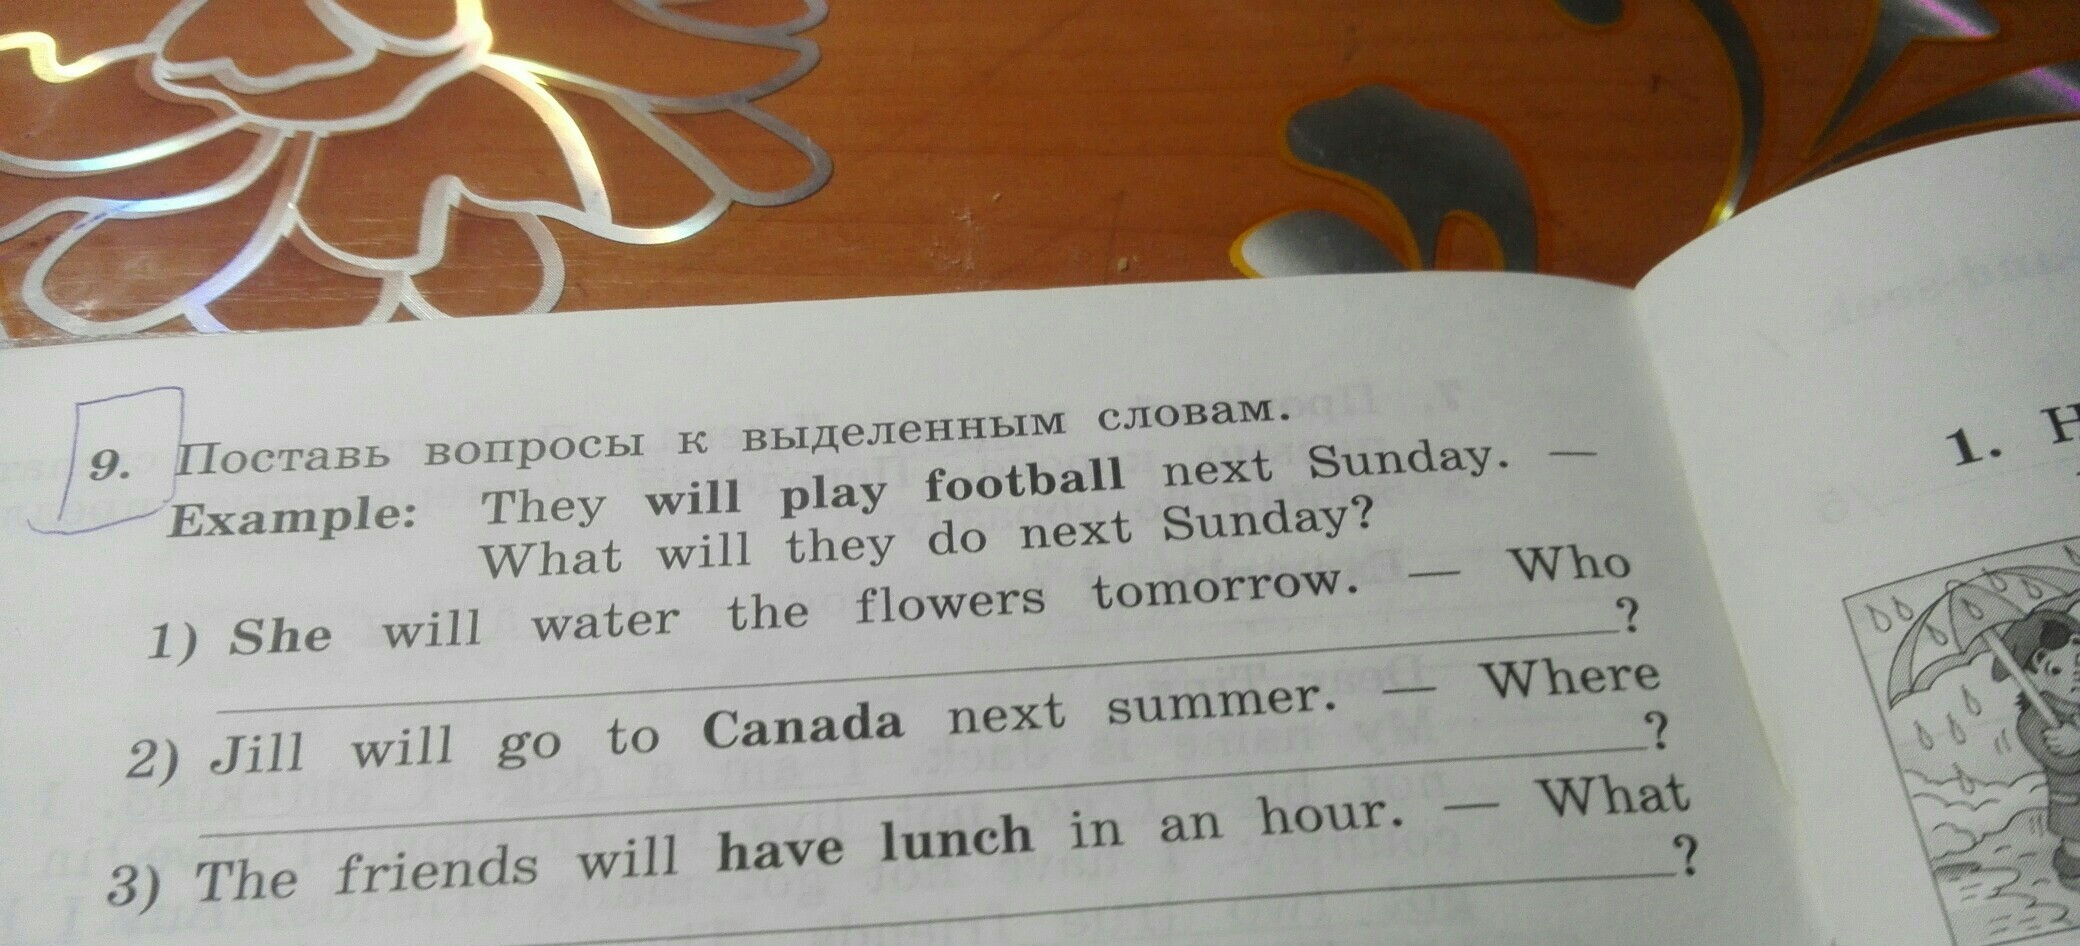 9. Поставь вопросы к выделенным словам.
Example: They will play football next Sunday. —
What will they do next Sunday?
1) She will water the flowers tomorrow. — Who
?
2) Jill will go to Canada next summer. — Where
?
3) The friends will have lunch in an hour. — What
?
1. Н